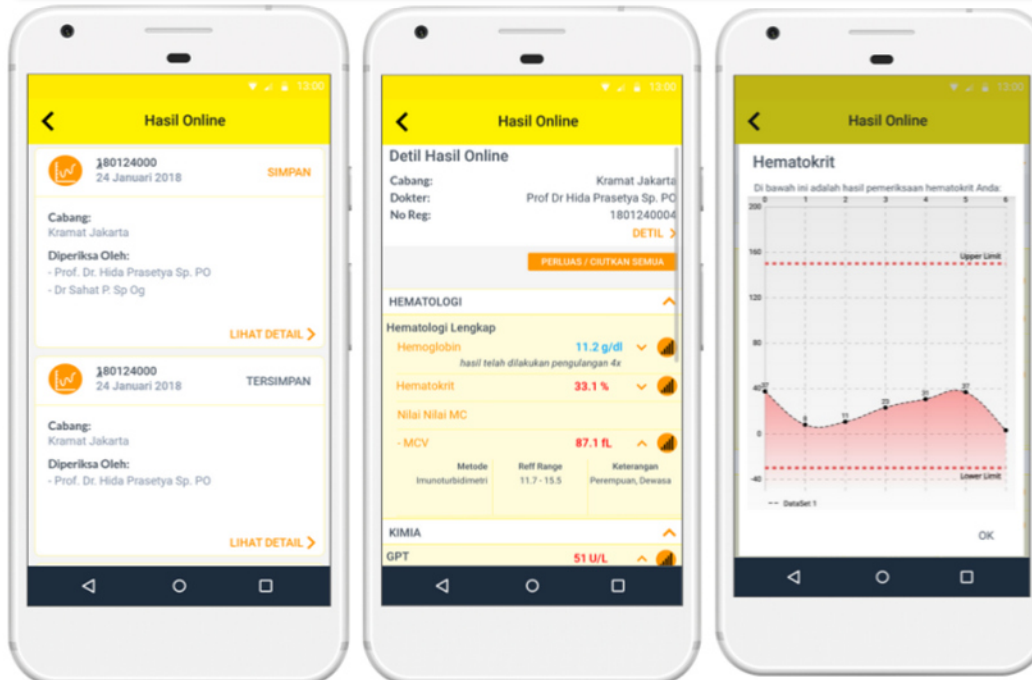 13:00
Hasil Online
180124000
24 Januari 2018
SIMPAN
Cabang:
Kramat Jakarta
Diperiksa Oleh:
- Prof. Dr. Hida Prasetya Sp. PO
- Dr Sahat P. Sp Og
LIHAT DETAIL
180124000
24 Januari 2018
TERSIMPAN
Cabang:
Kramat Jakarta
Diperiksa Oleh:
- Prof. Dr. Hida Prasetya Sp. PO
LIHAT DETAIL
13:00
Hasil Online
Detil Hasil Online
Cabang: Kramat Jakarta
Dokter: Prof Dr Hida Prasetya Sp. PO
No Reg: 1801240004
DETIL
PERLUAS / CIUTKAN SEMUA
HEMATOLOGI
Hematologi Lengkap
Hemoglobin 11.2 g/dl
hasil telah dilakukan pengulangan 4x
Hematokrit 33.1 %
Nilai Nilai MC
- MCV 87.1 fL
Metode Reff Range Keterangan
Imunoturbidimetri 11.7 - 15.5 Perempuan, Dewasa
KIMIA
GPT 51 U/L
13:00
Hasil Online
Hematokrit
Di bawah ini adalah hasil pemeriksaan hematokrit Anda:
0 1 2 3 4 5 6
200
160
Upper Limit
120
80
40
37 11 23 31 37
0
-40
Lower Limit
DataSet 1
OK